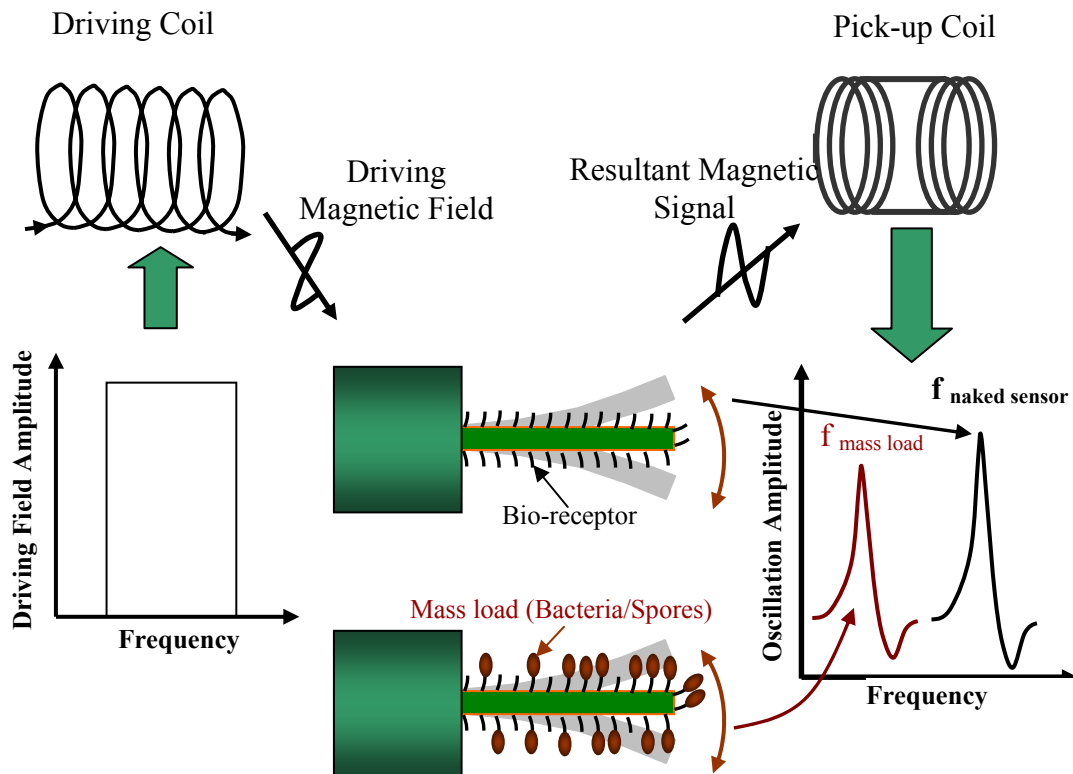 Driving Coil
Pick-up Coil
Driving
Magnetic Field
Resultant Magnetic
Signal
Driving Field Amplitude
Frequency
Bio-receptor
Mass load (Bacteria/Spores)
Oscillation Amplitude
f naked sensor
f mass load
Frequency